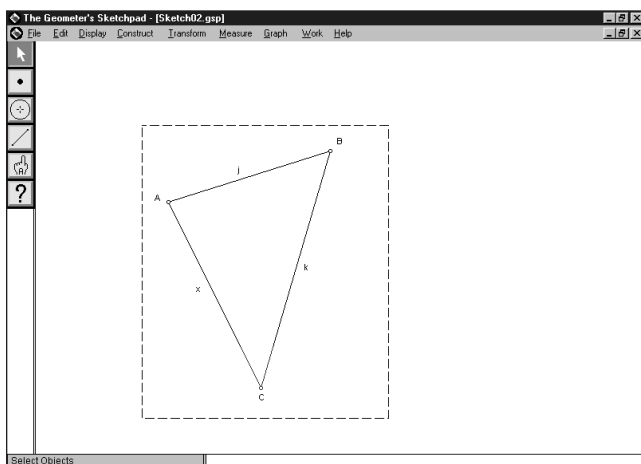 The Geometer's Sketchpad - [Sketch02.gsp]
File Edit Display Construct Transform Measure Graph Work Help
B
j
A
k
x
C
A
?
Select Objects